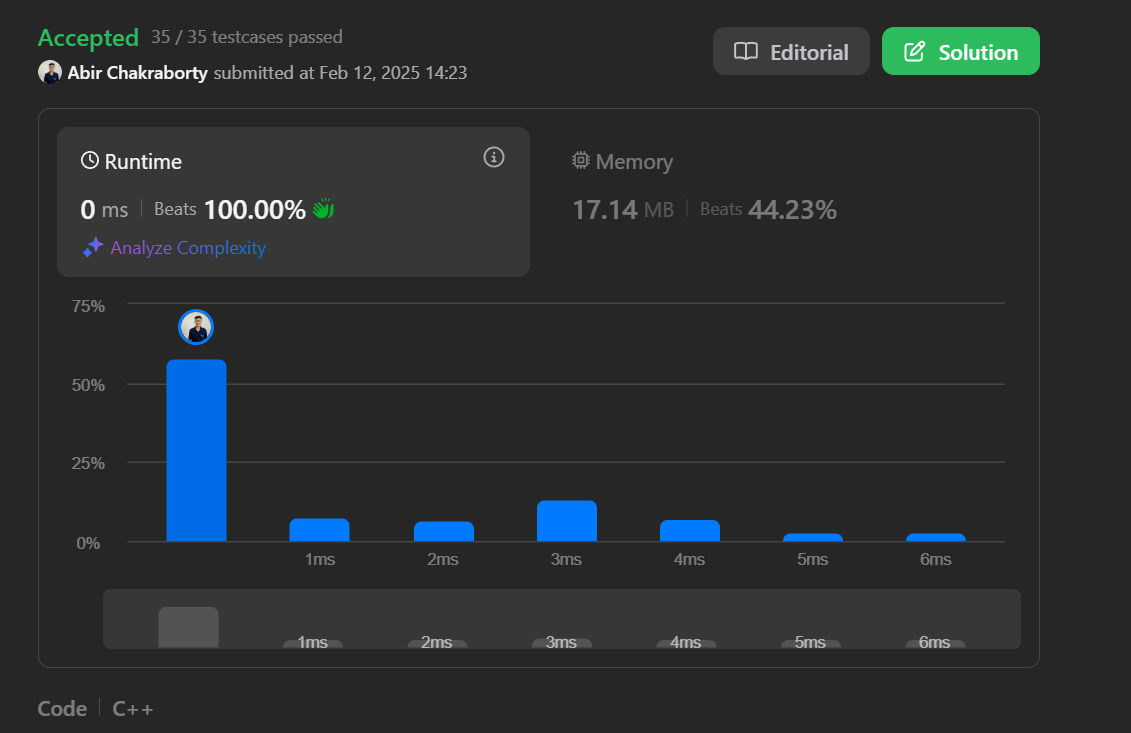 Accepted 35 / 35 testcases passed
Abir Chakraborty submitted at Feb 12, 2025 14:23
Editorial
Solution
Runtime
0 ms | Beats 100.00%
Analyze Complexity
Memory
17.14 MB | Beats 44.23%
75%
50%
25%
0%
1ms 2ms 3ms 4ms 5ms 6ms
1ms 2ms 3ms 4ms 5ms 6ms
Code | C++